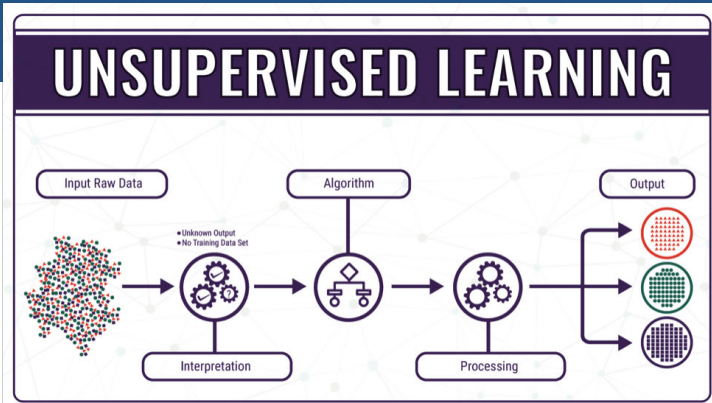 UNSUPERVISED LEARNING
Input Raw Data
Algorithm
Output
• Unknown Output
• No Training Data Set
?
Interpretation
Processing